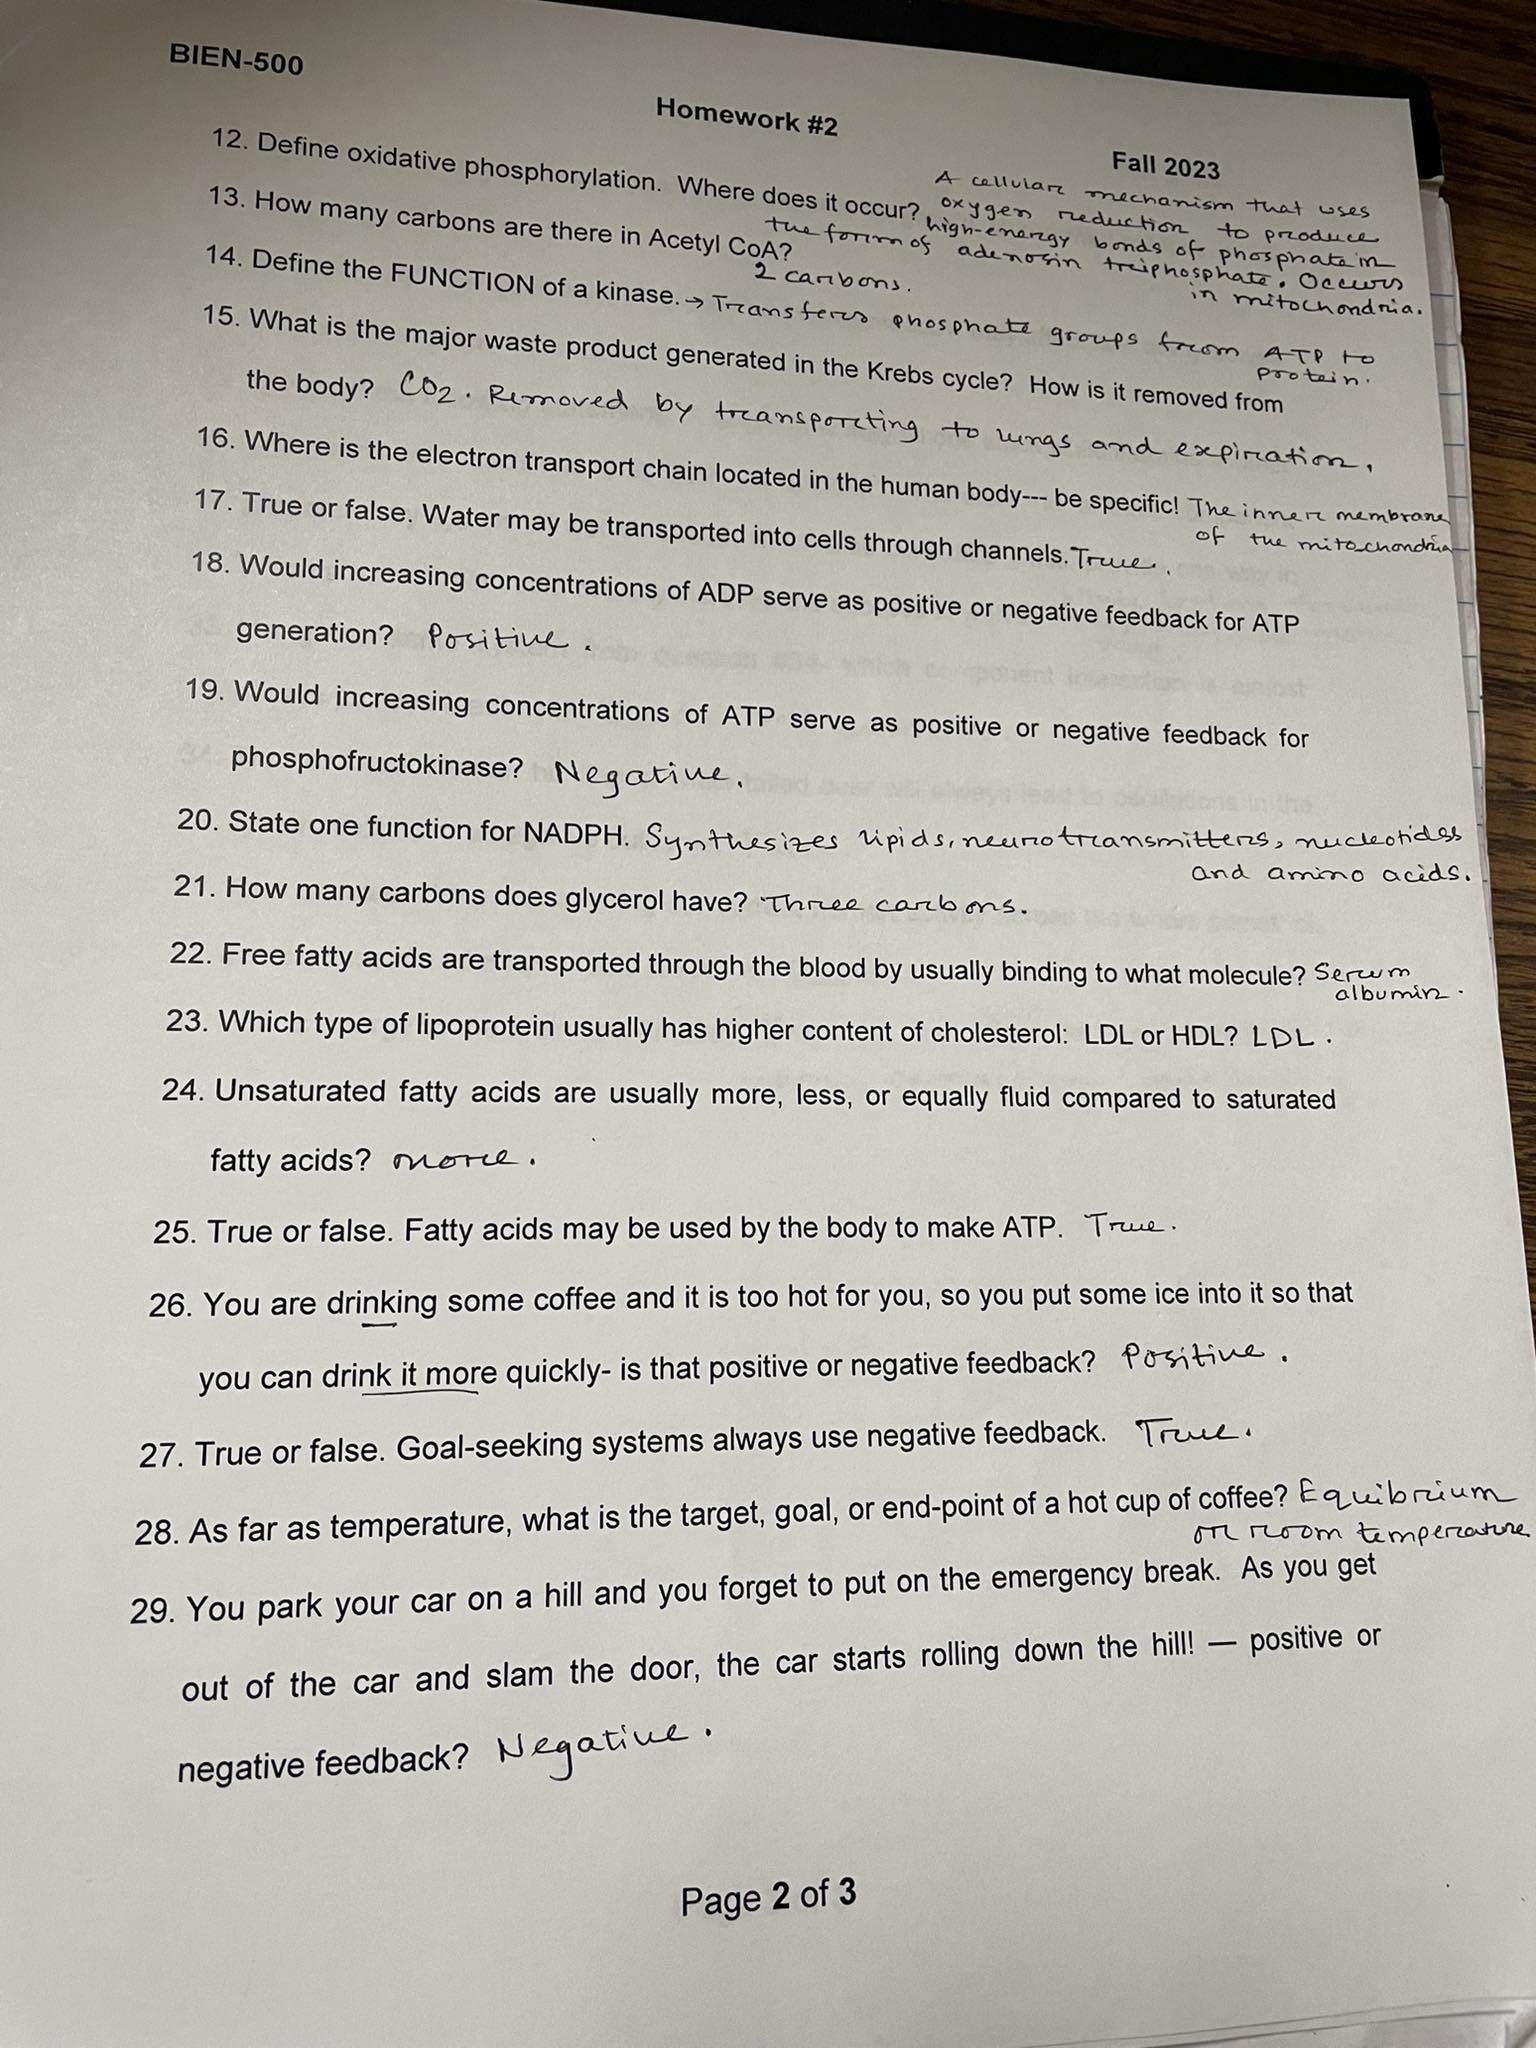 BIEN-500
Homework #2
Fall 2023
12. Define oxidative phosphorylation. Where does it occur? A cellular mechanism that uses
oxygen reduction to produce
high-energy bonds of phosphate in
the form of adenosin triphosphate. Occurs
in mitochondria.
13. How many carbons are there in Acetyl CoA?
2 carbons.
14. Define the FUNCTION of a kinase. → Transfers phosphate groups from ATP to
protein.
15. What is the major waste product generated in the Krebs cycle? How is it removed from
the body? CO2. Removed by transporting to lungs and expiration.
16. Where is the electron transport chain located in the human body--- be specific! The inner membrane
of the mitochondria
17. True or false. Water may be transported into cells through channels. True.
18. Would increasing concentrations of ADP serve as positive or negative feedback for ATP
generation? Positive.
19. Would increasing concentrations of ATP serve as positive or negative feedback for
phosphofructokinase? Negative.
20. State one function for NADPH. Synthesizes lipids, neurotransmitters, nucleotides
and amino acids.
21. How many carbons does glycerol have? Three carbons.
22. Free fatty acids are transported through the blood by usually binding to what molecule? Serum
albumin.
23. Which type of lipoprotein usually has higher content of cholesterol: LDL or HDL? LDL.
24. Unsaturated fatty acids are usually more, less, or equally fluid compared to saturated
fatty acids? more.
25. True or false. Fatty acids may be used by the body to make ATP. True.
26. You are drinking some coffee and it is too hot for you, so you put some ice into it so that
you can drink it more quickly- is that positive or negative feedback? Positive.
27. True or false. Goal-seeking systems always use negative feedback. True.
28. As far as temperature, what is the target, goal, or end-point of a hot cup of coffee? Equibrium
or room temperature
29. You park your car on a hill and you forget to put on the emergency break. As you get
out of the car and slam the door, the car starts rolling down the hill! — positive or
negative feedback? Negative.
Page 2 of 3